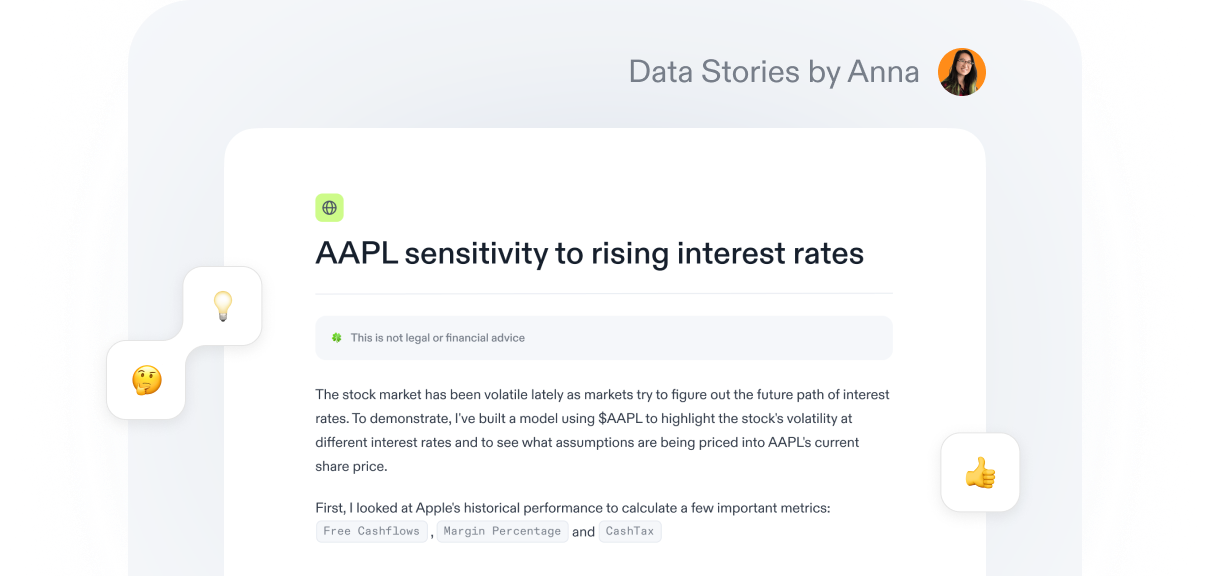 Data Stories by Anna
AAPL sensitivity to rising interest rates
This is not legal or financial advice
The stock market has been volatile lately as markets try to figure out the future path of interest
rates. To demonstrate, I've built a model using $AAPL to highlight the stock's volatility at
different interest rates and to see what assumptions are being priced into AAPL's current
share price.
First, I looked at Apple's historical performance to calculate a few important metrics:
Free Cashflows , Margin Percentage and CashTax